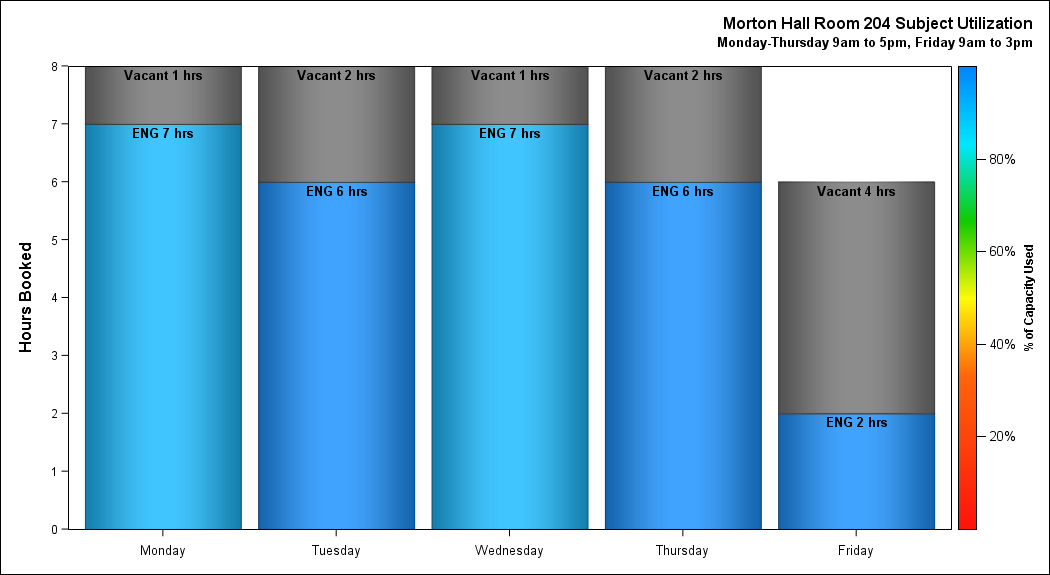 Morton Hall Room 204 Subject Utilization
Monday-Thursday 9am to 5pm, Friday 9am to 3pm
Hours Booked
8
7
6
5
4
3
2
1
0
Vacant 1 hrs
ENG 7 hrs
Vacant 2 hrs
ENG 6 hrs
Vacant 1 hrs
ENG 7 hrs
Vacant 2 hrs
ENG 6 hrs
Vacant 4 hrs
ENG 2 hrs
Monday
Tuesday
Wednesday
Thursday
Friday
80%
60%
40%
20%
% of Capacity Used